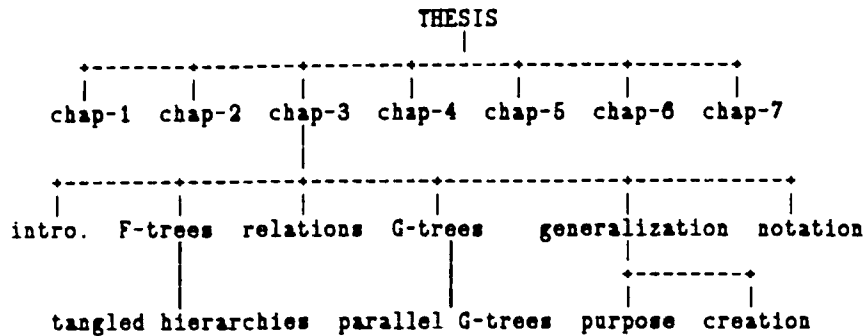 THESIS
chap-1 chap-2 chap-3 chap-4 chap-5 chap-6 chap-7
intro. F-trees relations G-trees generalization notation
tangled hierarchies parallel G-trees purpose creation